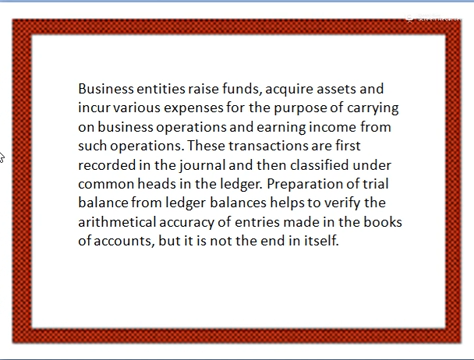 Business entities raise funds, acquire assets and
incur various expenses for the purpose of carrying
on business operations and earning income from
such operations. These transactions are first
recorded in the journal and then classified under
common heads in the ledger. Preparation of trial
balance from ledger balances helps to verify the
arithmetical accuracy of entries made in the books
of accounts, but it is not the end in itself.